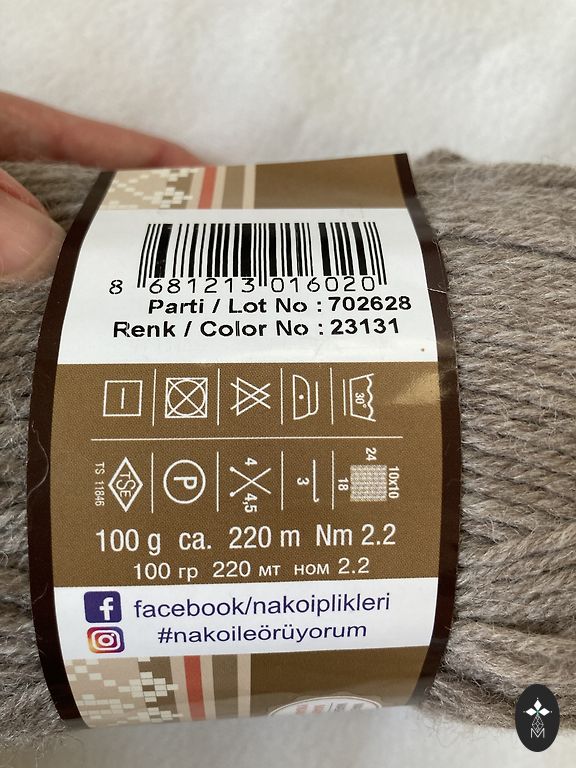 8 681213 016020
Parti / Lot No : 702628
Renk / Color No : 23131
30
TS 11846
TSE
P
4
4,5
3
18
24
10x10
100 g ca. 220 m Nm 2.2
100 гр 220 мт ном 2.2
facebook/nakoiplikleri
#nakoileörüyorum
M